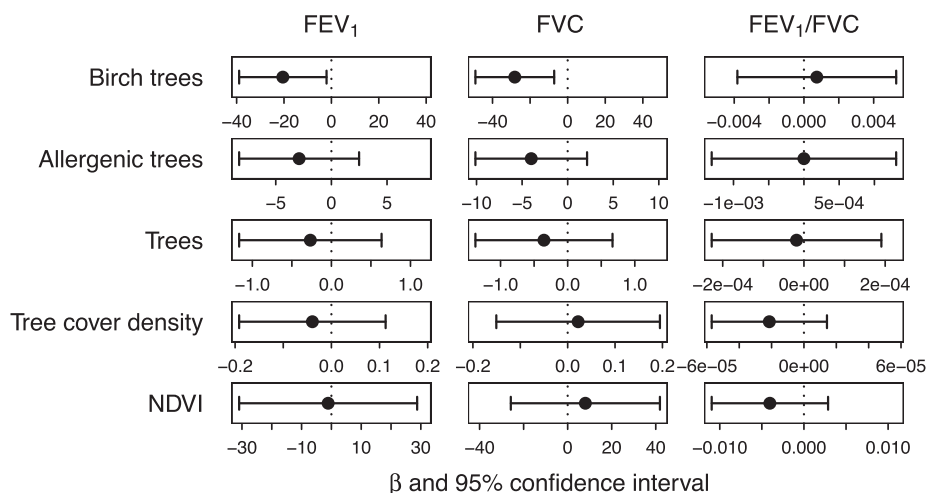 FEV1 FVC FEV1/FVC
Birch trees
−40 −20 0 20 40 −40 0 20 40 −0.004 0.000 0.004
Allergenic trees
−5 0 5 −10 −5 0 5 10 −1e−03 5e−04
Trees
−1.0 0.0 1.0 −1.0 0.0 1.0 −2e−04 0e+00 2e−04
Tree cover density
−0.2 0.0 0.1 0.2 −0.2 0.0 0.1 0.2 −6e−05 0e+00 6e−05
NDVI
−30 −10 10 30 −40 0 20 40 −0.010 0.000 0.010
β and 95% confidence interval